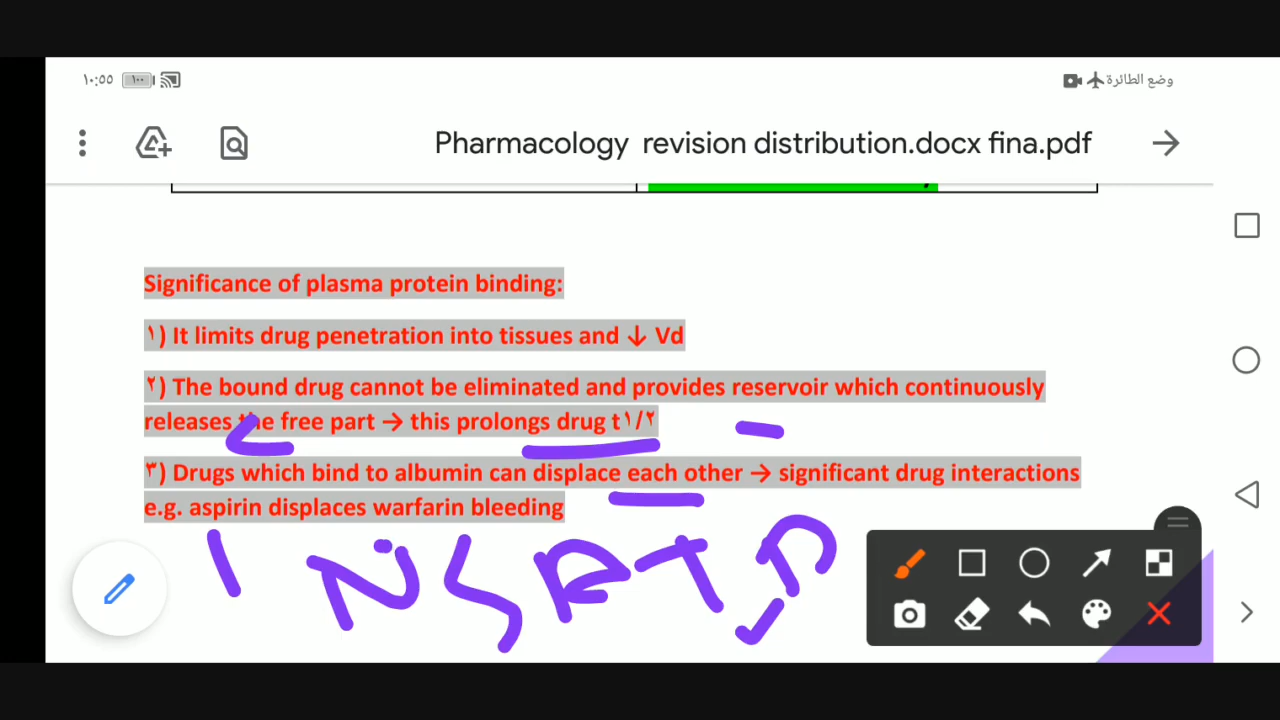 ١٠:٥٥ ١٠٠ وضع الطائرة
Pharmacology revision distribution.docx fina.pdf
Significance of plasma protein binding:
١) It limits drug penetration into tissues and ↓ Vd
٢) The bound drug cannot be eliminated and provides reservoir which continuously
releases the free part → this prolongs drug t١/٢
٣) Drugs which bind to albumin can displace each other → significant drug interactions
e.g. aspirin displaces warfarin bleeding